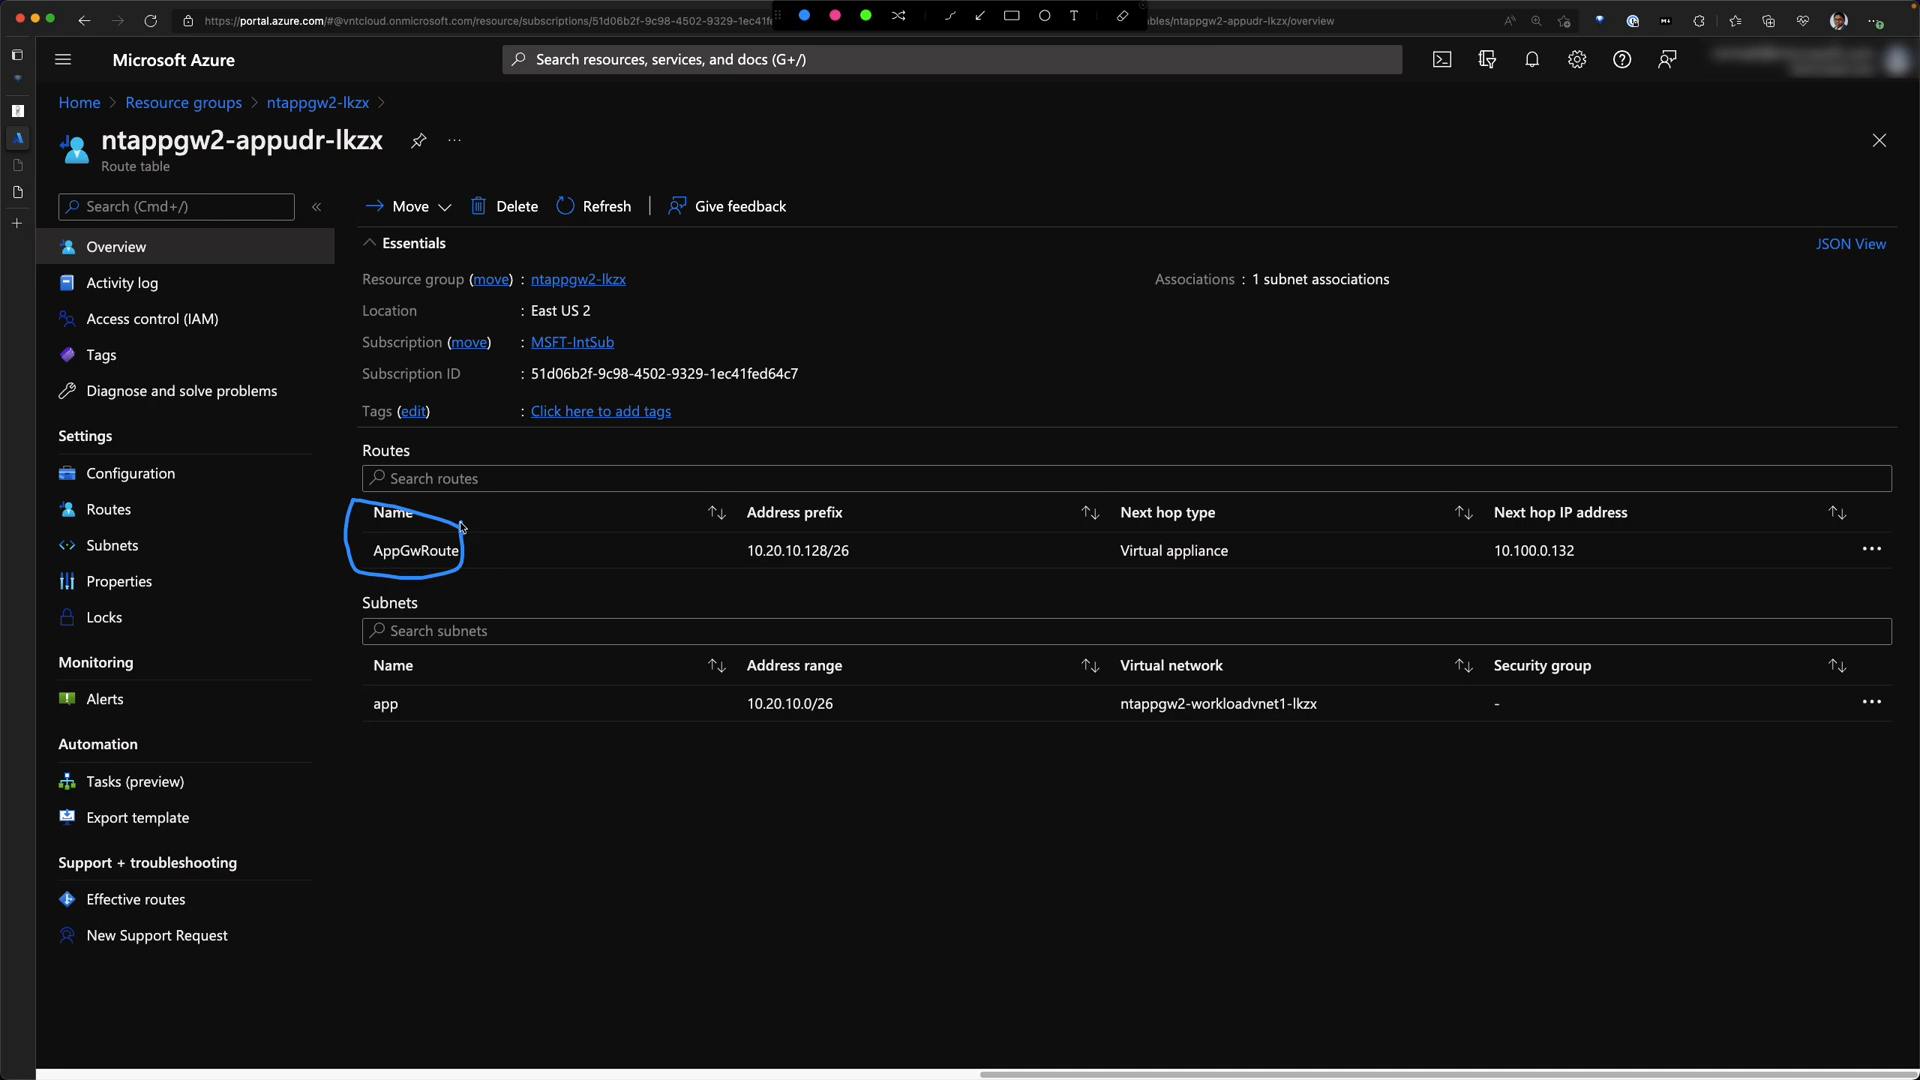 https://portal.azure.com/#@vntcloud.onmicrosoft.com/resource/subscriptions/51d06b2f-9c98-4502-9329-1ec41f bles/ntappgw2-appudr-lkzx/overview
Microsoft Azure
Search resources, services, and docs (G+/)
Home > Resource groups > ntappgw2-lkzx >
ntappgw2-appudr-lkzx
Route table
Search (Cmd+/)
Move Delete Refresh Give feedback
Overview
Activity log
Access control (IAM)
Tags
Diagnose and solve problems
Settings
Configuration
Routes
Subnets
Properties
Locks
Monitoring
Alerts
Automation
Tasks (preview)
Export template
Support + troubleshooting
Effective routes
New Support Request
Essentials
JSON View
Resource group (move) : ntappgw2-lkzx
Associations : 1 subnet associations
Location : East US 2
Subscription (move) : MSFT-IntSub
Subscription ID : 51d06b2f-9c98-4502-9329-1ec41fed64c7
Tags (edit) : Click here to add tags
Routes
Search routes
Name Address prefix Next hop type Next hop IP address
AppGwRoute 10.20.10.128/26 Virtual appliance 10.100.0.132
Subnets
Search subnets
Name Address range Virtual network Security group
app 10.20.10.0/26 ntappgw2-workloadvnet1-lkzx -